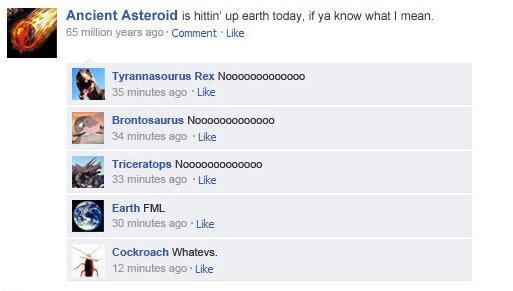 Ancient Asteroid is hittin' up earth today, if ya know what I mean.
65 million years ago · Comment · Like
Tyrannasourus Rex Nooooooooooooo
35 minutes ago · Like
Brontosaurus Nooooooooooooo
34 minutes ago · Like
Triceratops Nooooooooooooo
33 minutes ago · Like
Earth FML
30 minutes ago · Like
Cockroach Whatevs.
12 minutes ago · Like